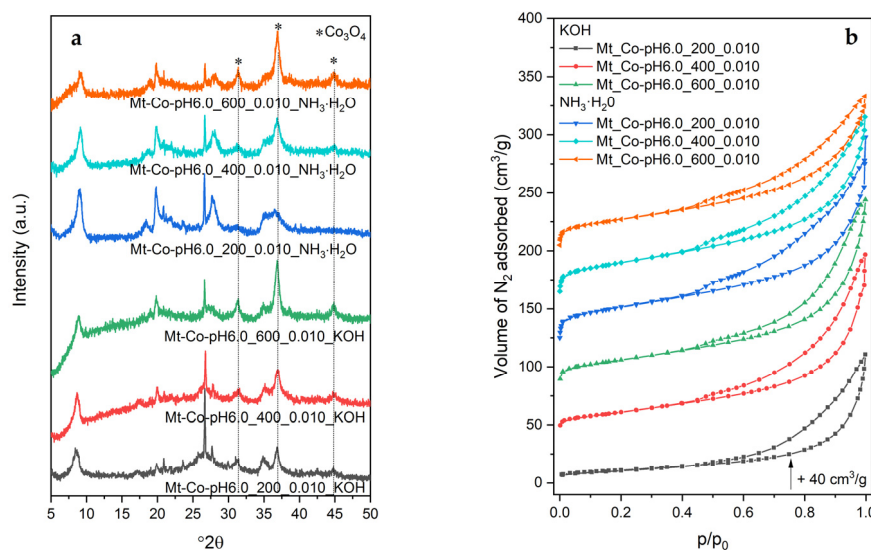 a
*Co₃O₄
*
*
*
Mt-Co-pH6.0_600_0.010_NH₃·H₂O
Mt-Co-pH6.0_400_0.010_NH₃·H₂O
Mt-Co-pH6.0_200_0.010_NH₃·H₂O
Mt-Co-pH6.0_600_0.010_KOH
Mt-Co-pH6.0_400_0.010_KOH
Mt-Co-pH6.0_200_0.010_KOH
Intensity (a.u.)
5 10 15 20 25 30 35 40 45 50
°2θ
b
KOH
Mt_Co-pH6.0_200_0.010
Mt_Co-pH6.0_400_0.010
Mt_Co-pH6.0_600_0.010
NH₃·H₂0
Mt_Co-pH6.0_200_0.010
Mt_Co-pH6.0_400_0.010
Mt_Co-pH6.0_600_0.010
Volume of N₂ adsorbed (cm³/g)
400
350
300
250
200
150
100
50
0
+ 40 cm³/g
0.0 0.2 0.4 0.6 0.8 1.0
p/p₀